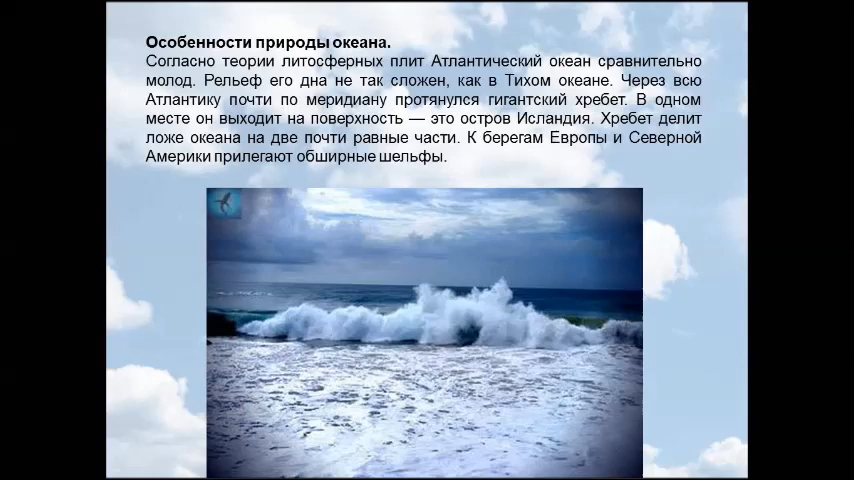 Особенности природы океана.
Согласно теории литосферных плит Атлантический океан сравнительно
молод. Рельеф его дна не так сложен, как в Тихом океане. Через всю
Атлантику почти по меридиану протянулся гигантский хребет. В одном
месте он выходит на поверхность — это остров Исландия. Хребет делит
ложе океана на две почти равные части. К берегам Европы и Северной
Америки прилегают обширные шельфы.